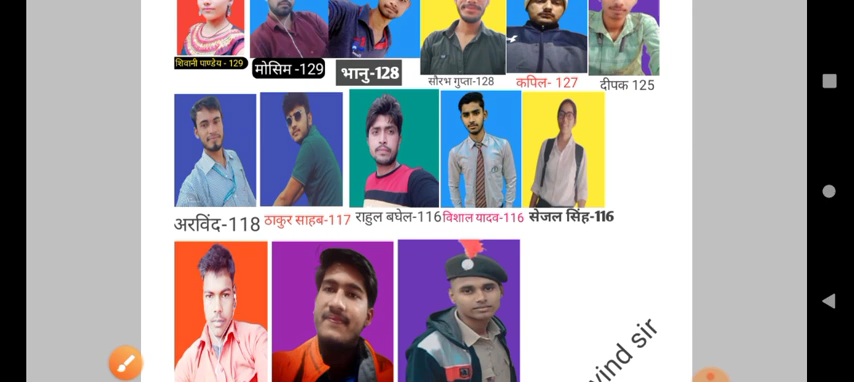 शिवानी पाण्डेय - 129
मोसिम -129
भानु-128
सौरभ गुप्ता-128
कपिल- 127
दीपक 125
अरविंद-118
ठाकुर साहब-117
राहुल बघेल-116
विशाल यादव-116
सेजल सिंह-116
sir